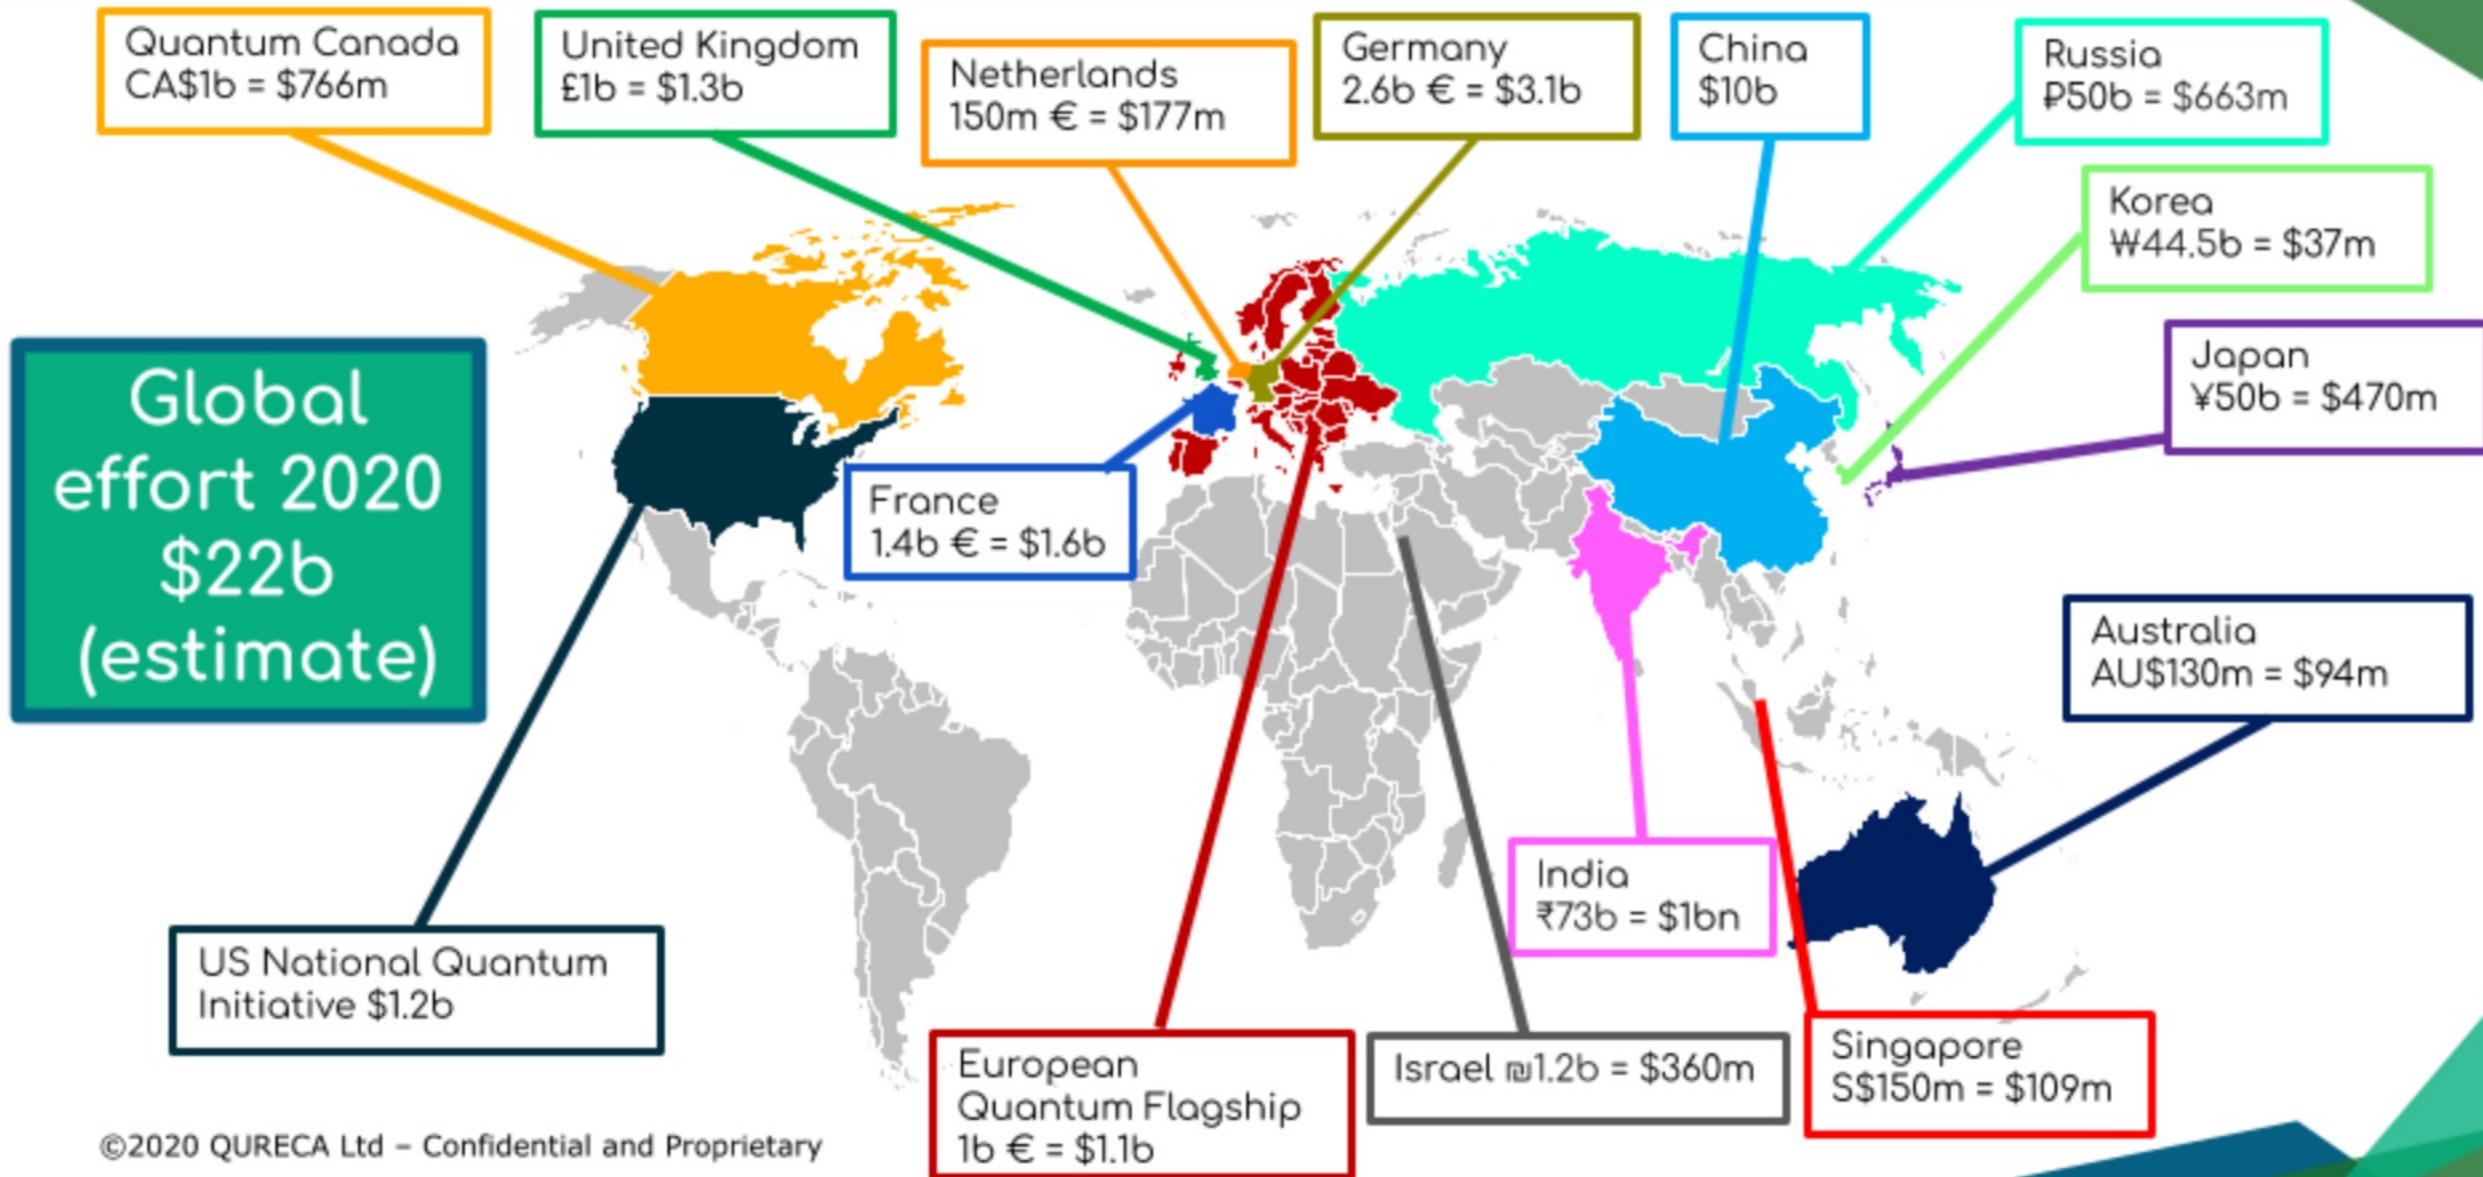 Quantum Canada
CA$1b = $766m
United Kingdom
£1b = $1.3b
Netherlands
150m € = $177m
Germany
2.6b € = $3.1b
China
$10b
Russia
₽50b = $663m
Korea
₩44.5b = $37m
Japan
¥50b = $470m
Global
effort 2020
$22b
(estimate)
France
1.4b € = $1.6b
Australia
AU$130m = $94m
India
₹73b = $1bn
US National Quantum
Initiative $1.2b
European
Quantum Flagship
1b € = $1.1b
Israel ₪1.2b = $360m
Singapore
S$150m = $109m
©2020 QURECA Ltd – Confidential and Proprietary